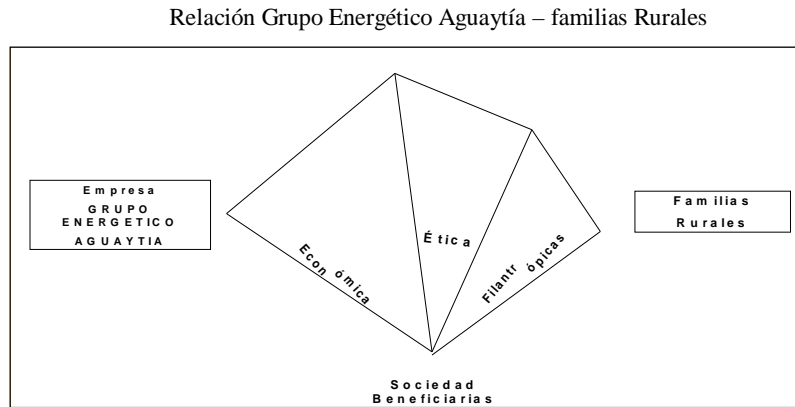 Relación Grupo Energético Aguaytía – familias Rurales
Empresa
GRUPO
ENERGETICO
AGUAYTIA
Familias
Rurales
Económica
Ética
Filantrópicas
Sociedad
Beneficiarias